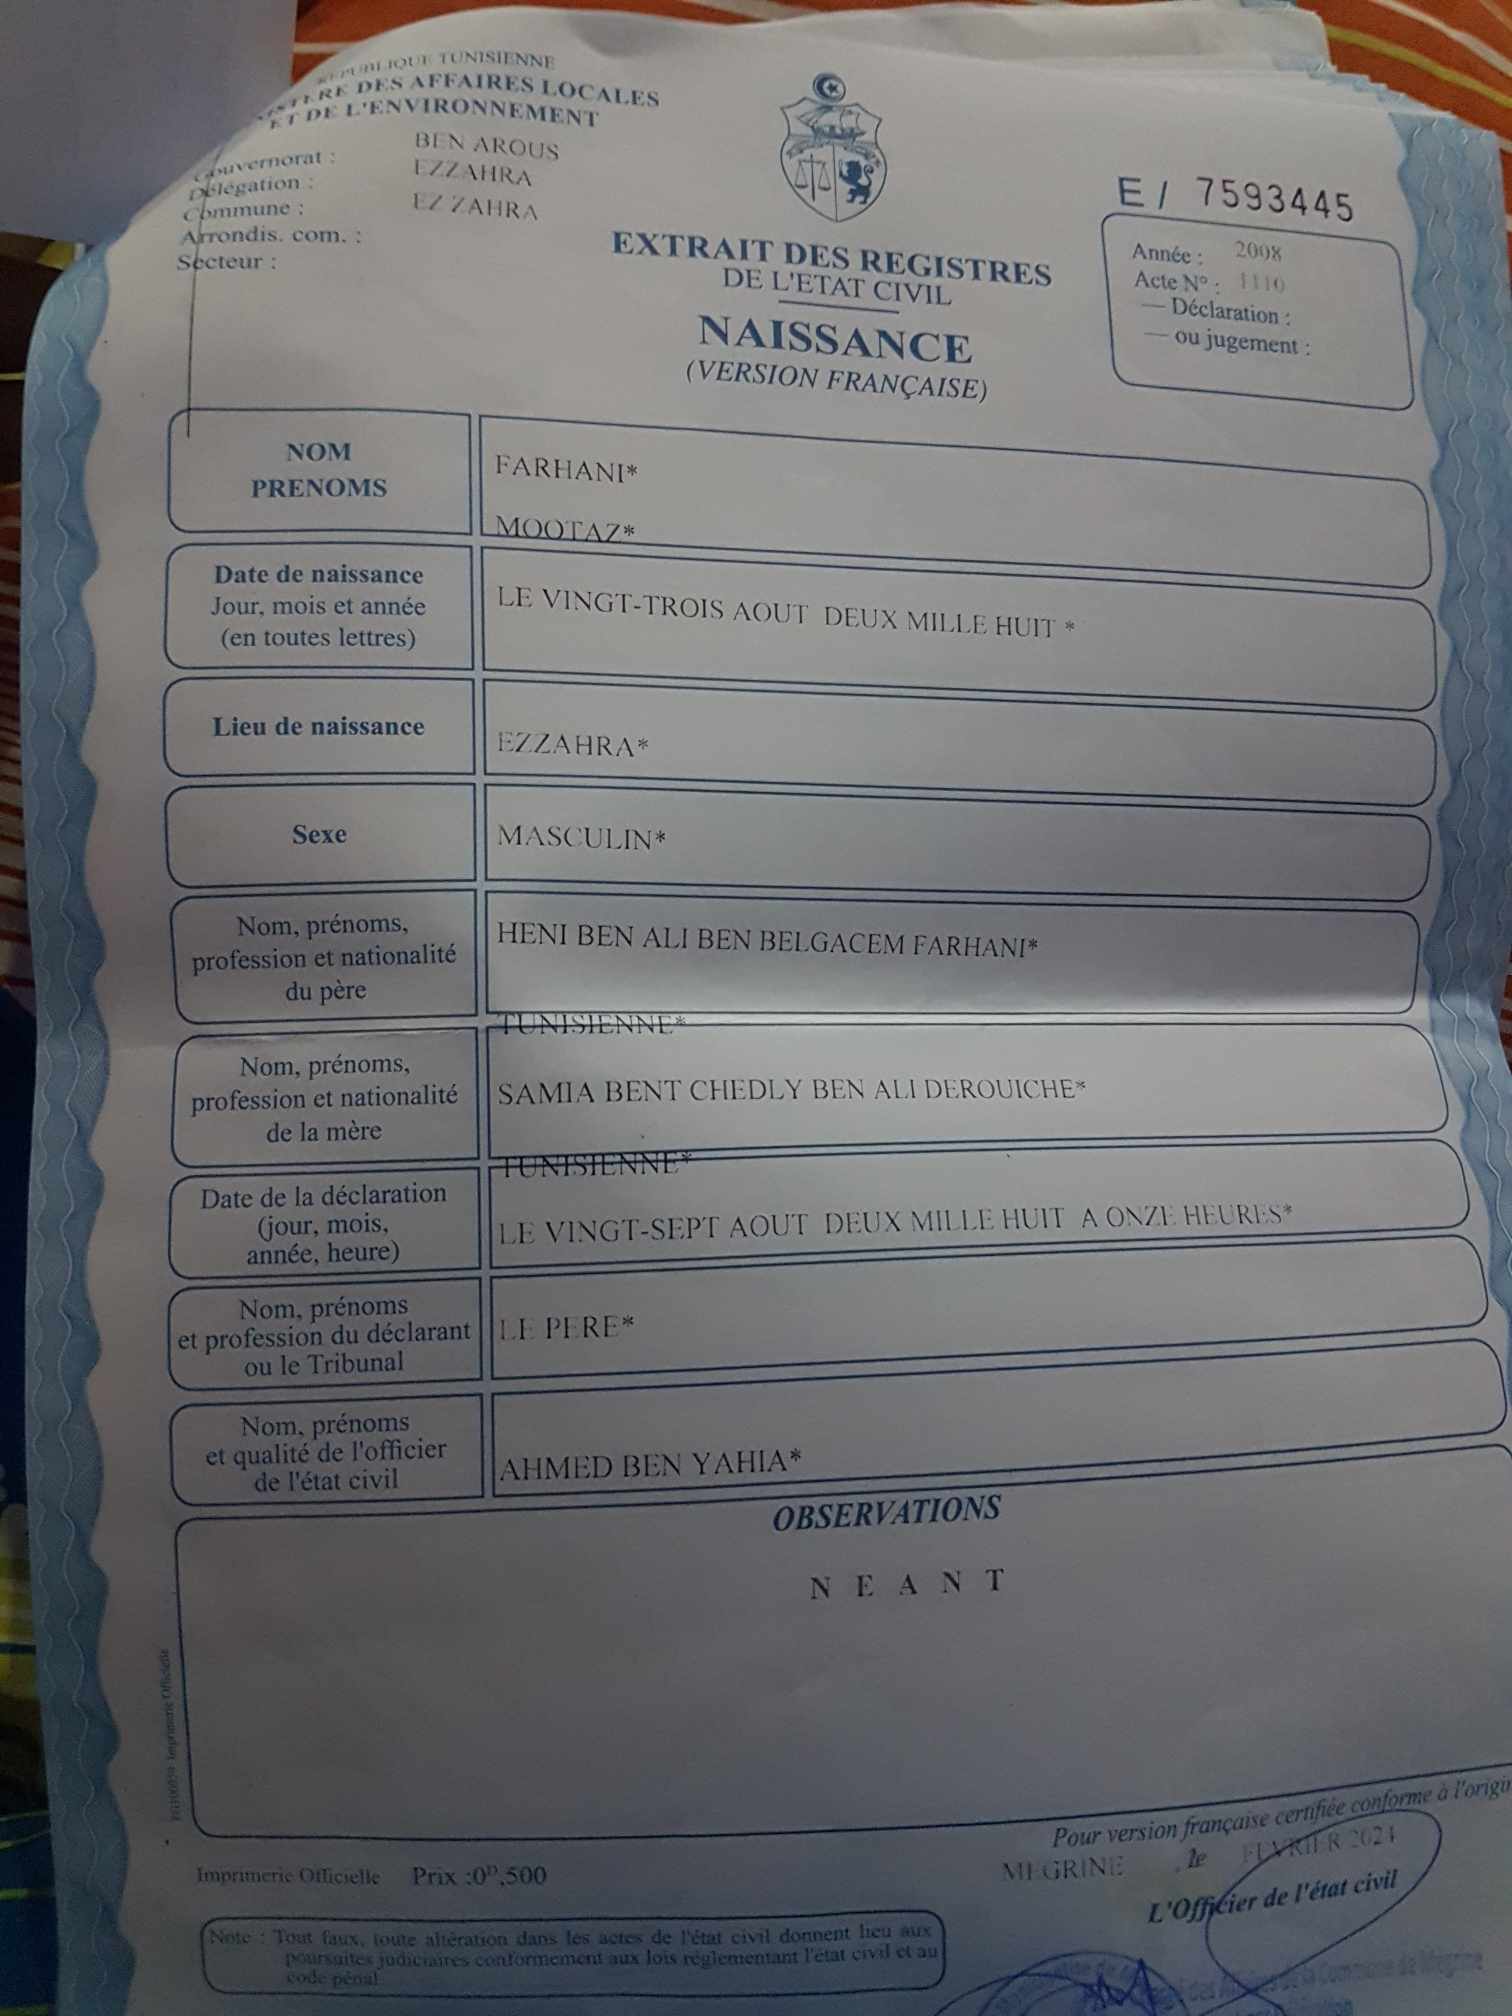 REPUBLIQUE TUNISIENNE
DES AFFAIRES LOCALES
ET DE L'ENVIRONNEMENT
Gouvernorat : BEN AROUS
Délégation : EZZAHRA
Commune : EZ ZAHRA
Arrondis. com. :
Secteur :
E / 7593445
Année : 2008
Acte N° : 1110
— Déclaration :
— ou jugement :
EXTRAIT DES REGISTRES
DE L'ETAT CIVIL
NAISSANCE
(VERSION FRANÇAISE)
NOM
PRENOMS
FARHANI*
MOOTAZ*
Date de naissance
Jour, mois et année
(en toutes lettres)
LE VINGT-TROIS AOUT DEUX MILLE HUIT *
Lieu de naissance
EZZAHRA*
Sexe
MASCULIN*
Nom, prénoms,
profession et nationalité
du père
HENI BEN ALI BEN BELGACEM FARHANI*
TUNISIENNE*
Nom, prénoms,
profession et nationalité
de la mère
SAMIA BENT CHEDLY BEN ALI DEROUICHE*
TUNISIENNE*
Date de la déclaration
(jour, mois,
année, heure)
LE VINGT-SEPT AOUT DEUX MILLE HUIT A ONZE HEURES*
Nom, prénoms
et profession du déclarant
ou le Tribunal
LE PERE*
Nom, prénoms
et qualité de l'officier
de l'état civil
AHMED BEN YAHIA*
OBSERVATIONS
N E A N T
Imprimerie Officielle
Pour version française certifiée conforme à l'origi
MEGRINE , le FEVRIER 2024
L'Officier de l'état civil
Imprimerie Officielle Prix :0ᴰ,500
Note : Tout faux, toute altération dans les actes de l'état civil donnent lieu aux
poursuites judiciaires conformement aux lois réglementant l'état civil et au
code pénal
de la Commune de Megrine